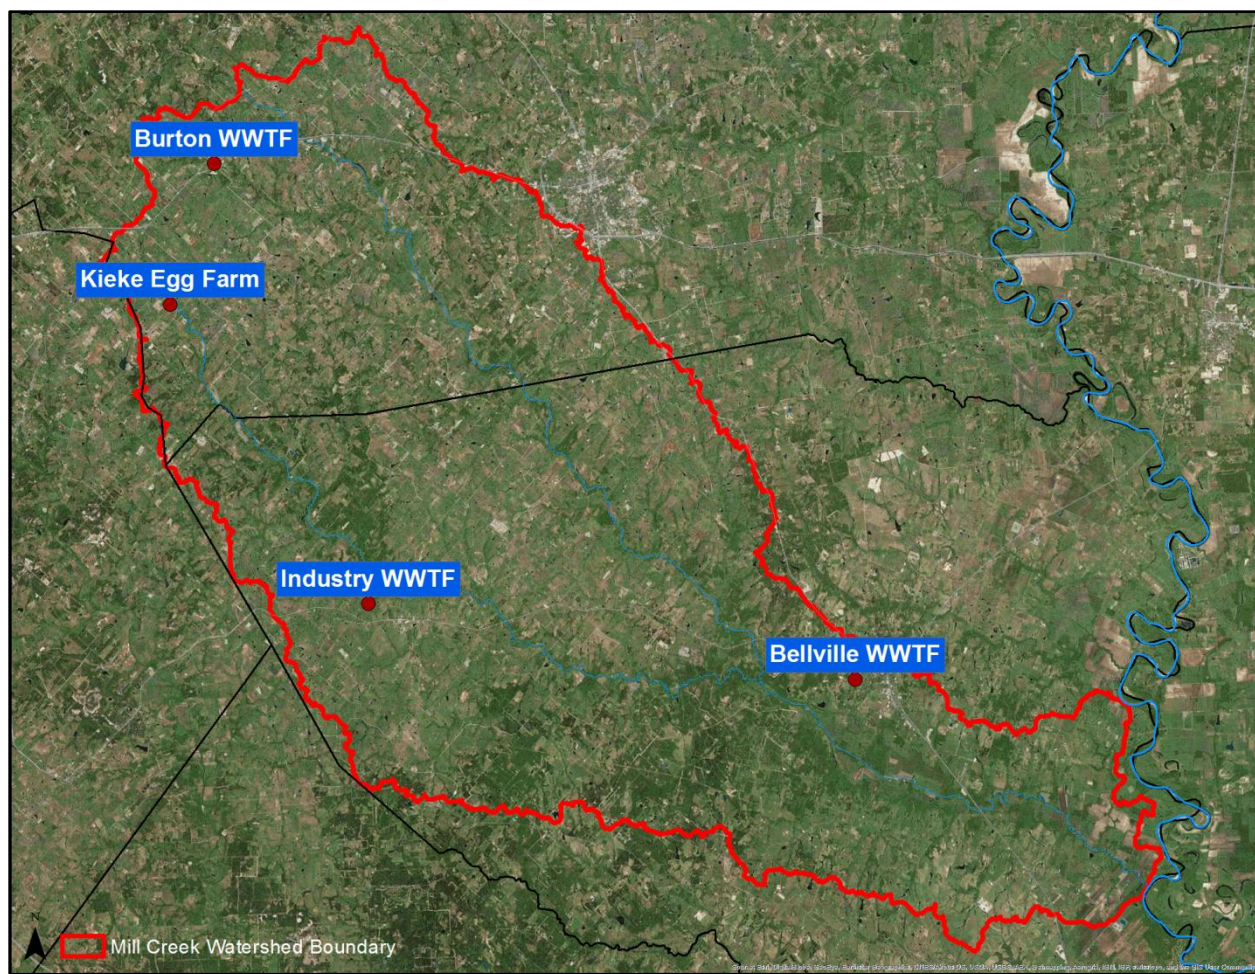 Burton WWTF
Kieke Egg Farm
Industry WWTF
Bellville WWTF
N
Mill Creek Watershed Boundary